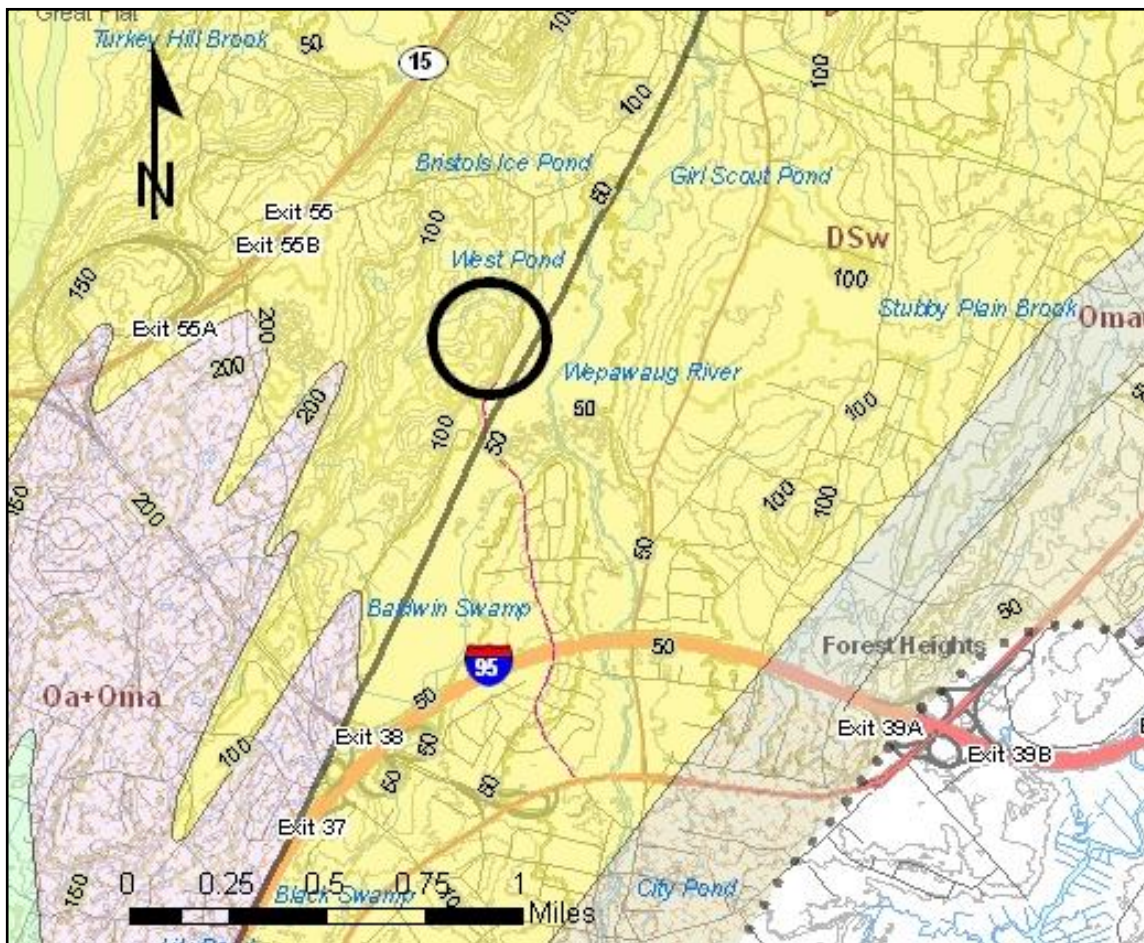 Great Flat
Turkey Hill Brook
50
15
100
100
100
100
N
Bristols Ice Pond
Girl Scout Pond
50
Exit 55
Exit 55B
100
DSw
West Pond
100
150
Stubby Plain Brook
Exit 55A
200
Oma
200
Wepawaug River
200
50
100
100
50
150
200
100
100
50
Baldwin Swamp
50
50
Forest Heights
95
Oa+Oma
50
100
Exit 38
50
Exit 39A
Exit 39B
50
50
Exit 37
0 0.25 0.5 0.75 1
Miles
150
Black Swamp
City Pond